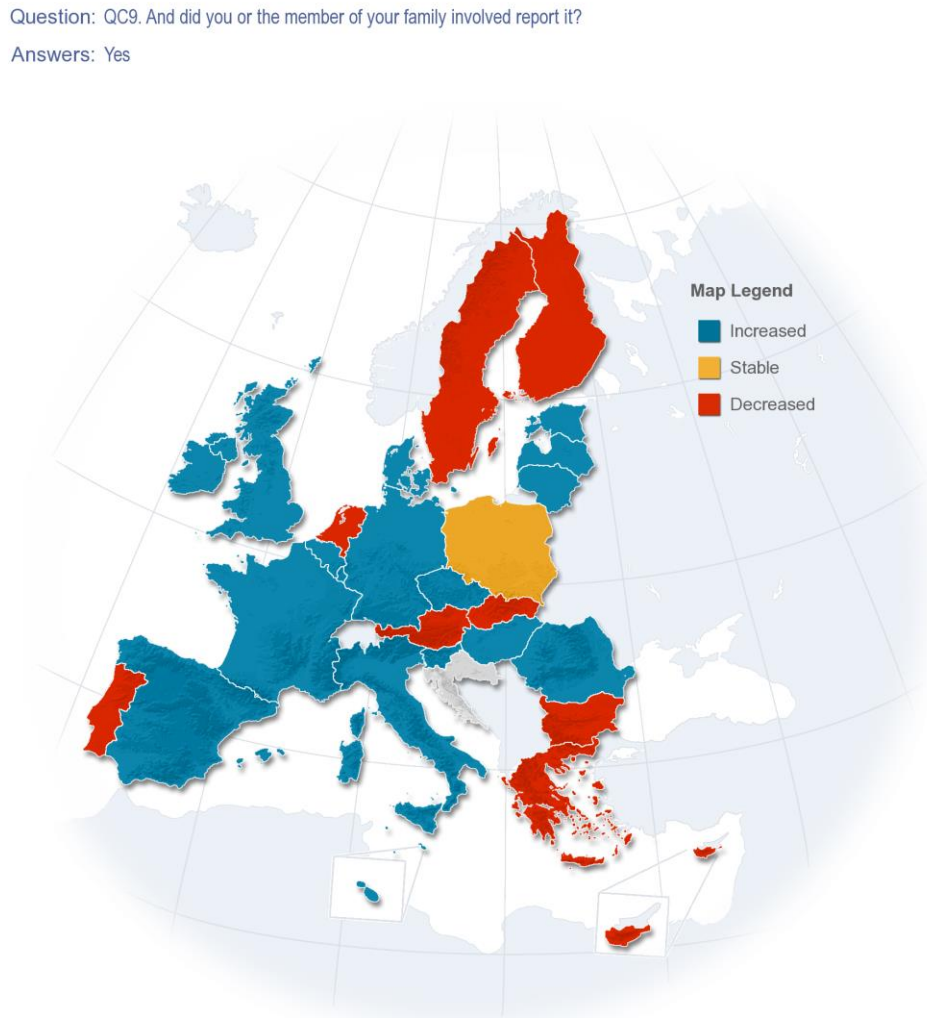 Question: QC9. And did you or the member of your family involved report it?
Answers: Yes
Map Legend
Increased
Stable
Decreased